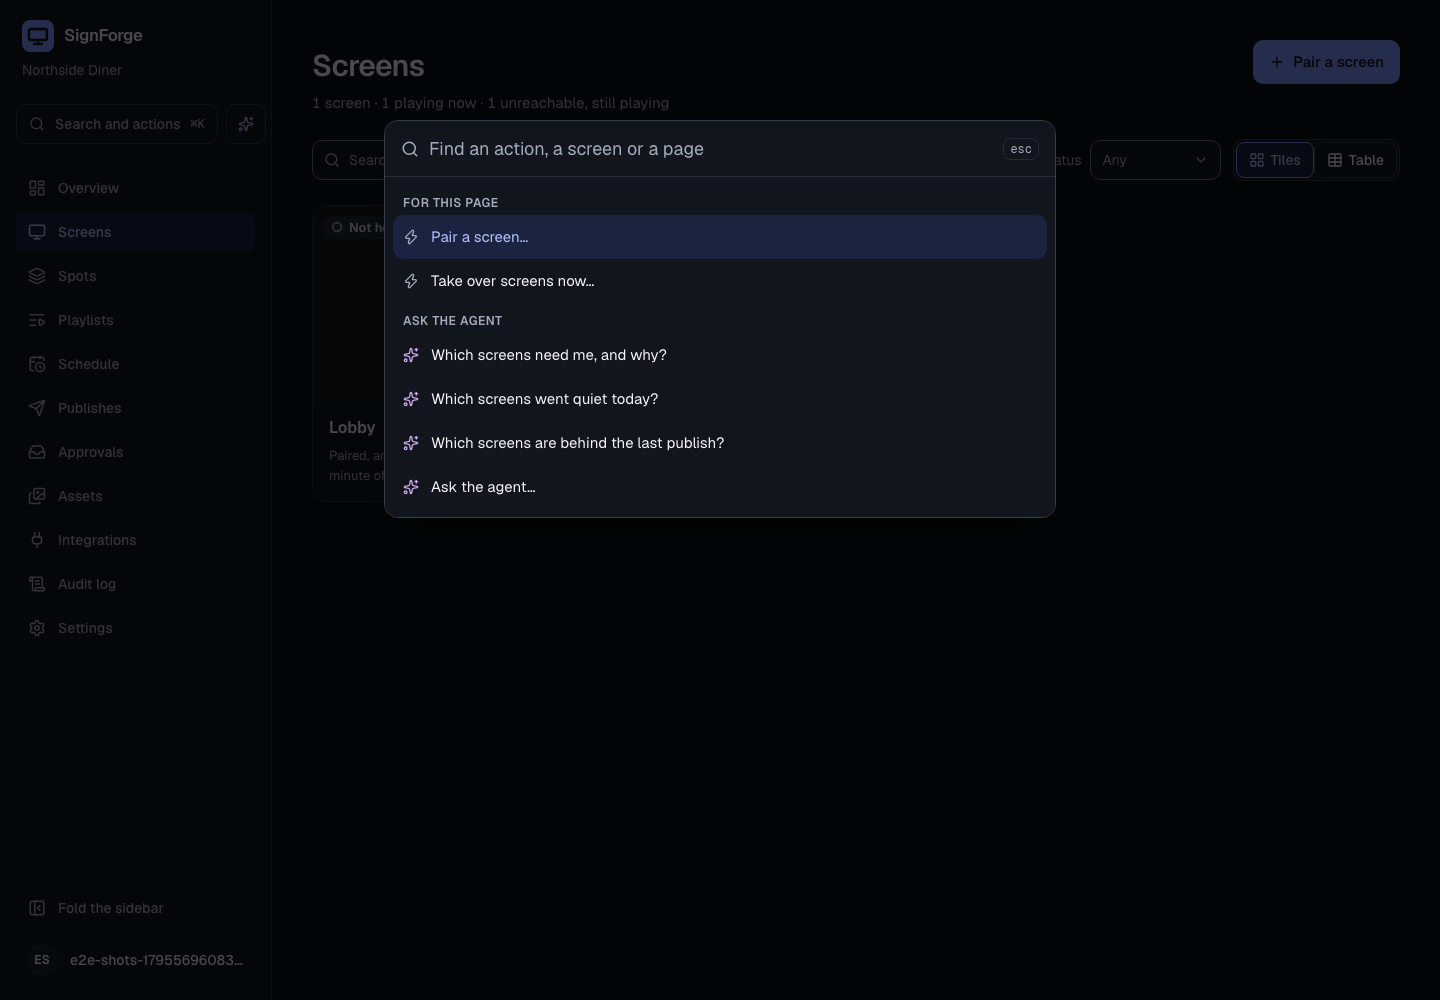 SignForge
Northside Diner
Search and actions ⌘K
Overview
Screens
Spots
Playlists
Schedule
Publishes
Approvals
Assets
Integrations
Audit log
Settings
Fold the sidebar
ES e2e-shots-17955696083…
Screens
1 screen · 1 playing now · 1 unreachable, still playing
Pair a screen
Any
Tiles
Table
Not
Lobby
Paired,
minute of
Find an action, a screen or a page
esc
FOR THIS PAGE
Pair a screen…
Take over screens now…
ASK THE AGENT
Which screens need me, and why?
Which screens went quiet today?
Which screens are behind the last publish?
Ask the agent…